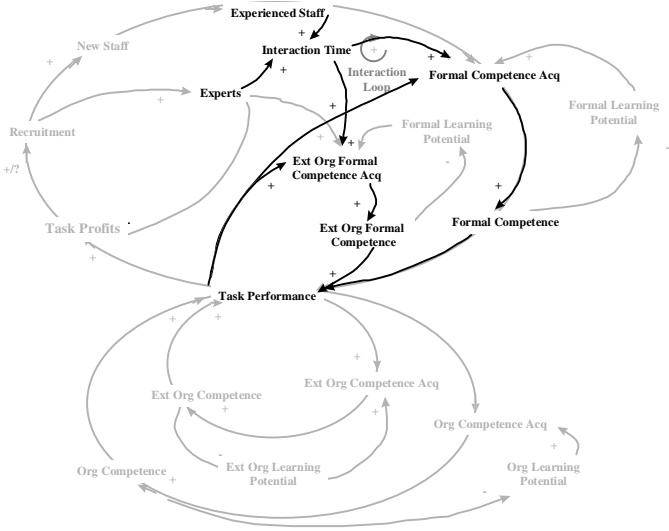 Experienced Staff
+
New Staff
Interaction Time
+
+
+
+
+
Interaction
Loop
Formal Competence Acq
Experts
+
+
Formal Learning
Potential
Recruitment
+
+
Formal Learning
Potential
+/?
-
-
Ext Org Formal
Competence Acq
+
+
+
Task Profits
Ext Org Formal
Competence
Formal Competence
+
+
Task Performance
+
+
+
Ext Org Competence
Ext Org Competence Acq
+
+
Org Competence Acq
+
-
Org Competence
+
Ext Org Learning
Potential
Org Learning
Potential
-